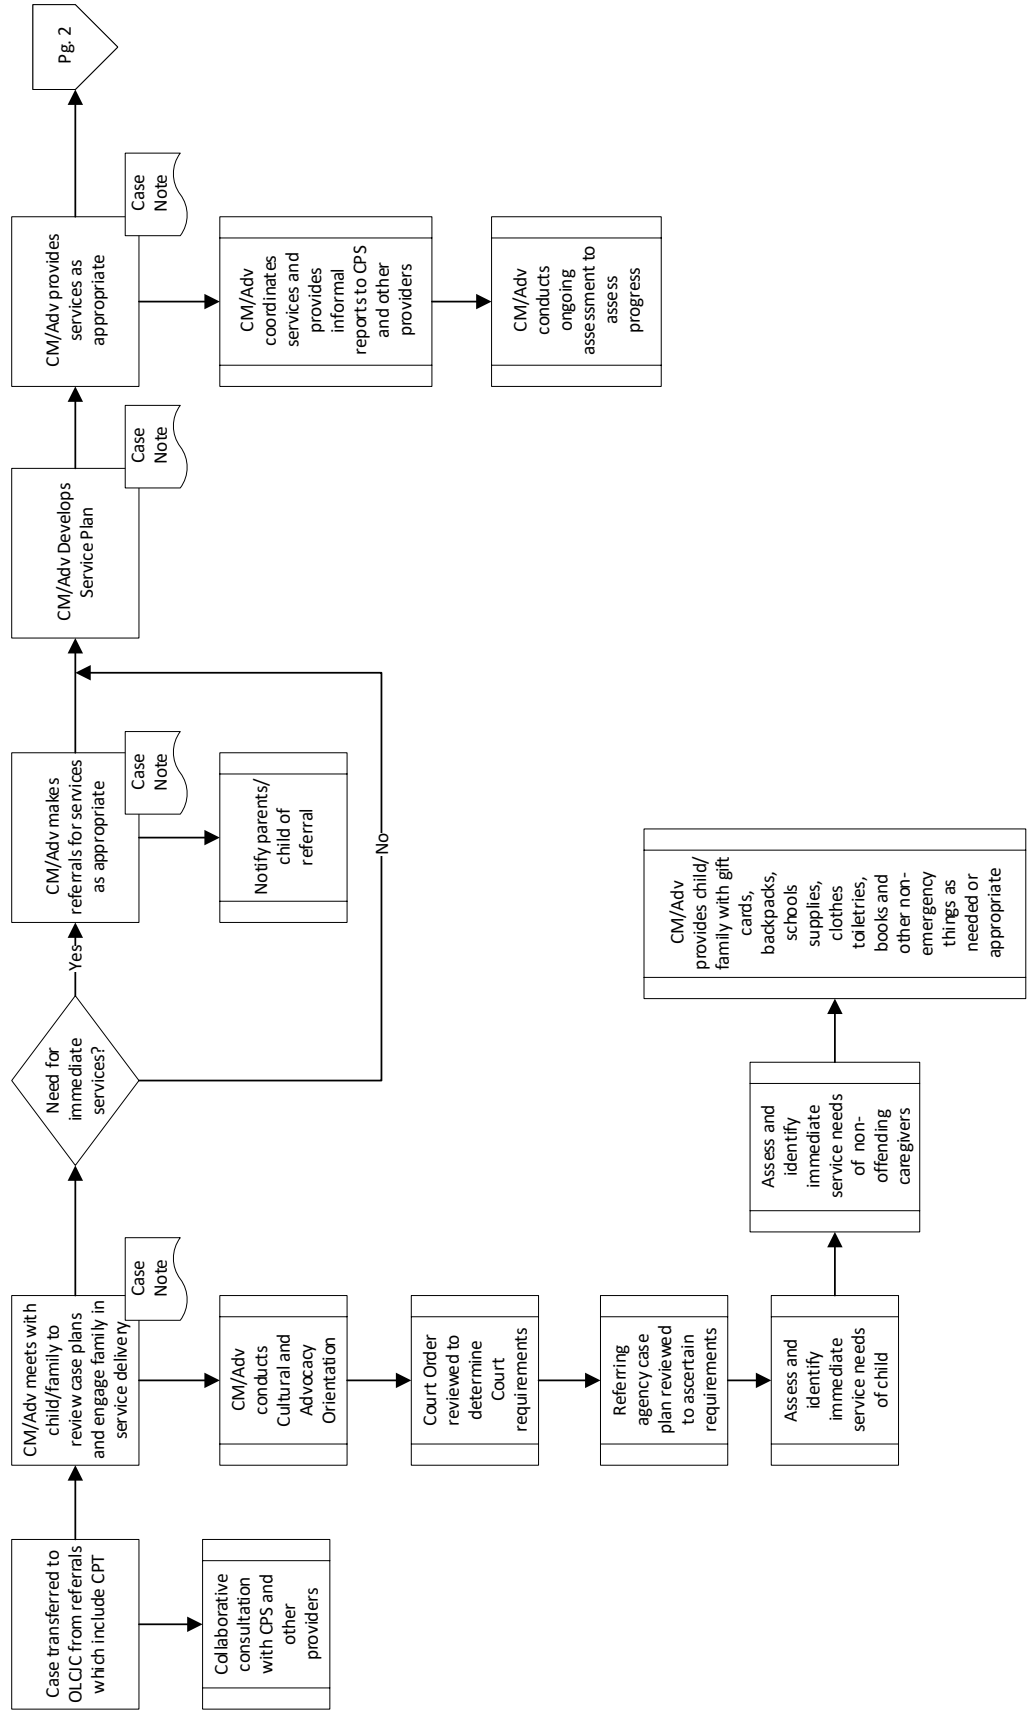 Case transferred to
OLCJC from referrals
which include CPT
Collaborative
consultation
with CPS and
other
providers
CM/Adv meets with
child/family to
review case plans
and engage family in
service delivery
Case
Note
CM/Adv
conducts
Cultural and
Advocacy
Orientation
Court Order
reviewed to
determine
Court
requirements
Referring
agency case
plan reviewed
to ascertain
requirements
Assess and
identify
immediate
service needs
of child
Assess and
identify
immediate
service needs
of non-
offending
caregivers
CM/Adv
provides child/
family with gift
cards,
backpacks,
schools
supplies,
clothes
toiletries,
books and
other non-
emergency
things as
needed or
appropriate
Need for
immediate
services?
Yes
No
CM/Adv makes
referrals for services
as appropriate
Case
Note
Notify parents/
child of
referral
CM/Adv Develops
Service Plan
Case
Note
CM/Adv provides
services as
appropriate
Case
Note
CM/Adv
coordinates
services and
provides
informal
reports to CPS
and other
providers
CM/Adv
conducts
ongoing
assessment to
assess
progress
Pg. 2